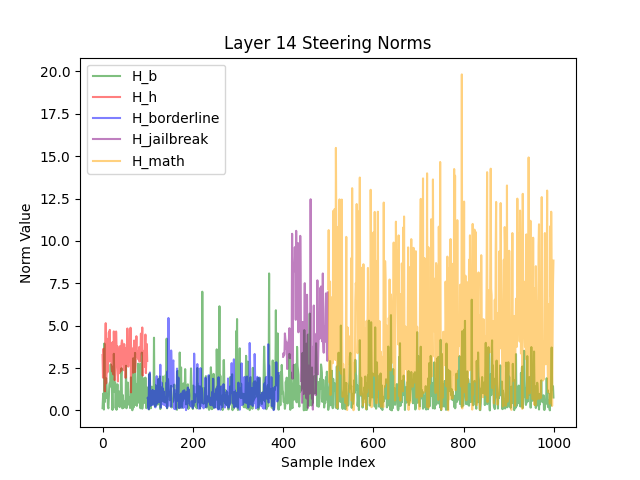 Layer 14 Steering Norms
H_b
H_h
H_borderline
H_jailbreak
H_math
Norm Value
20.0
17.5
15.0
12.5
10.0
7.5
5.0
2.5
0.0
0 200 400 600 800 1000
Sample Index